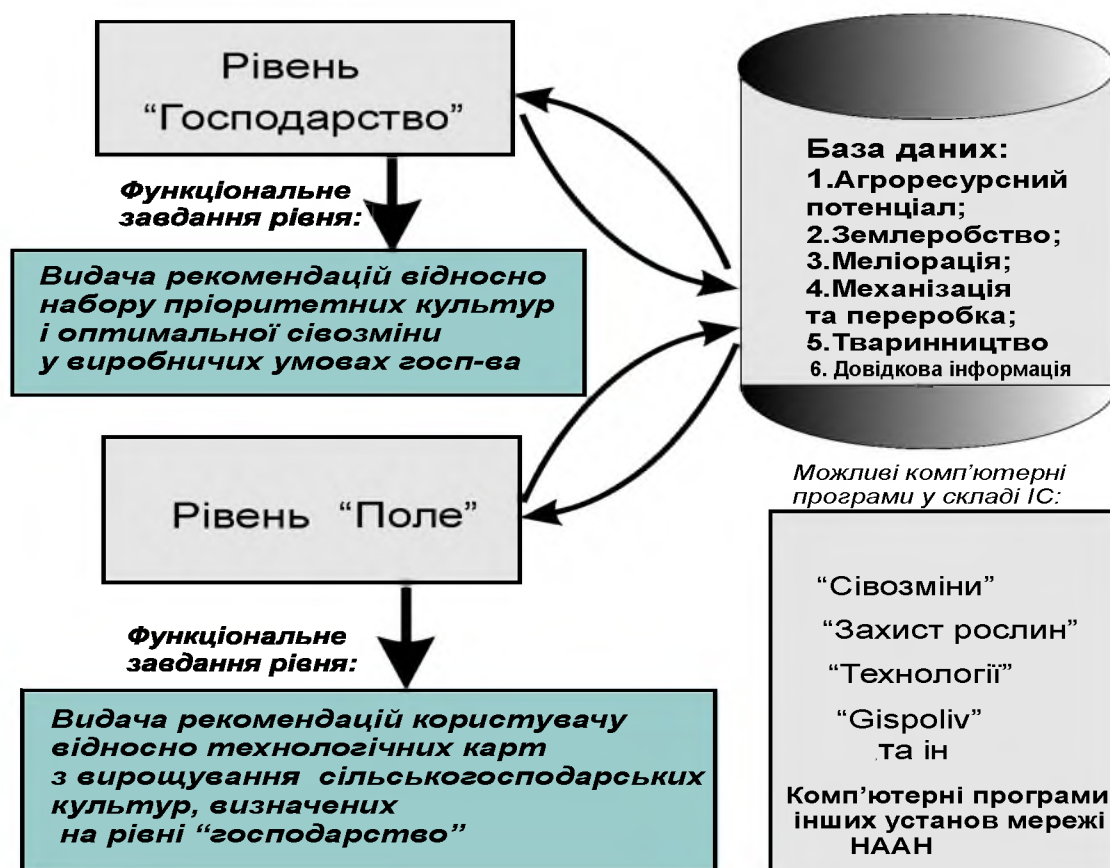 Рівень
“Господарство”
Функціональне
завдання рівня:
Видача рекомендацій відносно
набору пріоритетних культур
і оптимальної сівозміни
у виробничих умовах госп-ва
Рівень “Поле”
Функціональне
завдання рівня:
Видача рекомендацій користувачу
відносно технологічних карт
з вирощування сільськогосподарських
культур, визначених
на рівні “господарство”
База даних:
1.Агроресурсний
потенціал;
2.Землеробство;
3.Меліорація;
4.Механізація
та переробка;
5.Тваринництво
6. Довідкова інформація
Можливі комп’ютерні
програми у складі ІС:
“Сівозміни”
“Захист рослин”
“Технології”
“Gispoliv”
та ін
Комп’ютерні програми
інших установ мережі
НААН